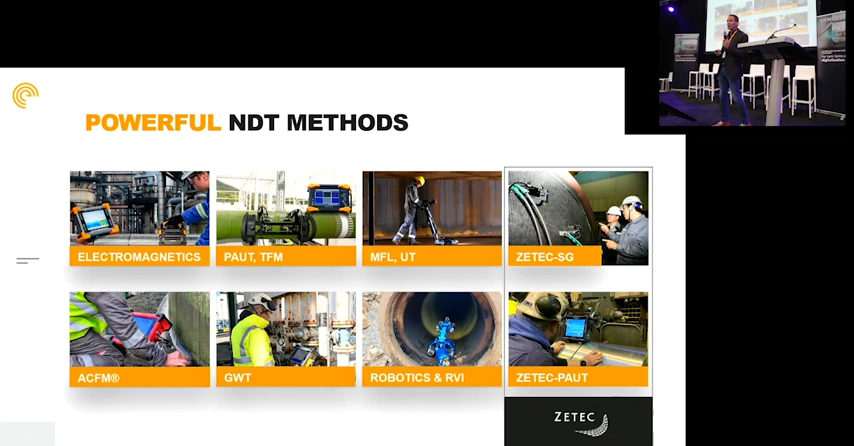 POWERFUL NDT METHODS
ELECTROMAGNETICS
PAUT, TFM
MFL, UT
ZETEC-SG
ACFM®
GWT
ROBOTICS & RVI
ZETEC-PAUT
ZETEC